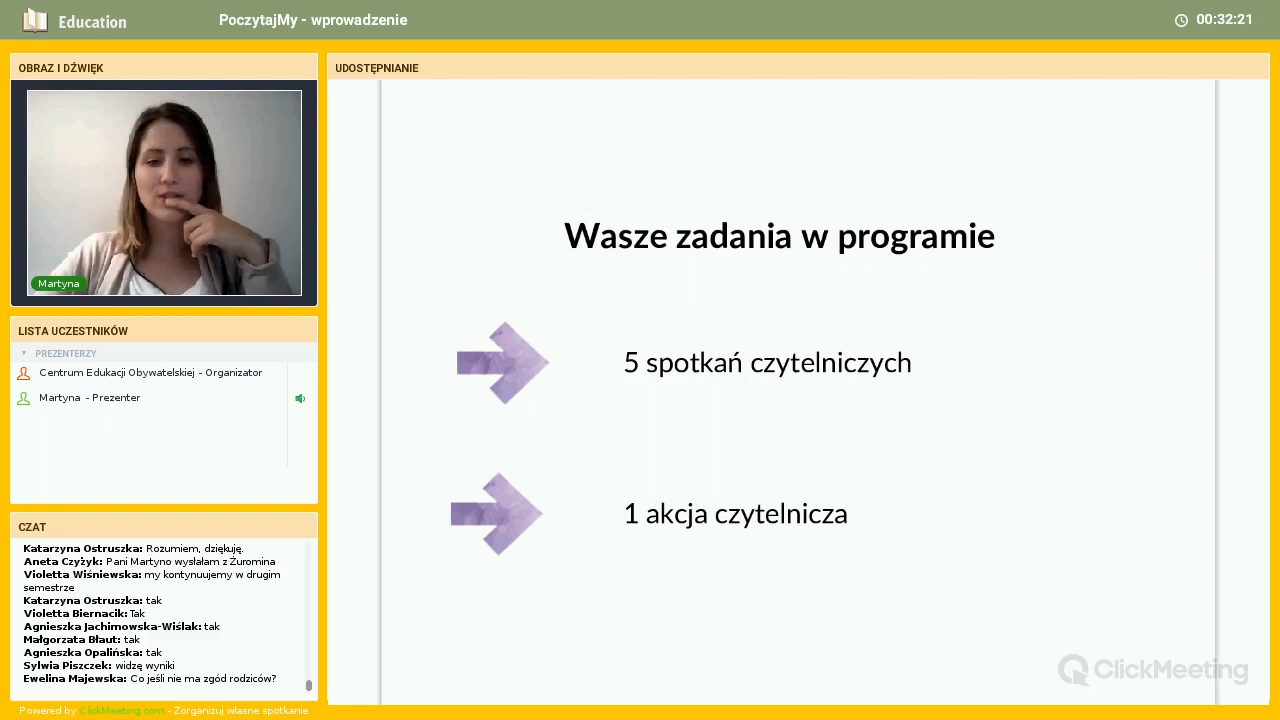 Education
PoczytajMy - wprowadzenie
00:32:21
OBRAZ I DŹWIĘK
Martyna
LISTA UCZESTNIKÓW
PREZENTERZY
Centrum Edukacji Obywatelskiej - Organizator
Martyna - Prezenter
CZAT
Katarzyna Ostruszka: Rozumiem, dziękuję.
Aneta Czyżyk: Pani Martyno wysłałam z Żuromina
Violetta Wiśniewska: my kontynuujemy w drugim
semestrze
Katarzyna Ostruszka: tak
Violetta Biernacik: Tak
Agnieszka Jachimowska-Wiślak: tak
Małgorzata Błaut: tak
Agnieszka Opalińska: tak
Sylwia Piszczek: widzę wyniki
Ewelina Majewska: Co jeśli nie ma zgód rodziców?
Powered by ClickMeeting.com - Zorganizuj własne spotkanie
UDOSTĘPNIANIE
Wasze zadania w programie
5 spotkań czytelniczych
1 akcja czytelnicza
ClickMeeting